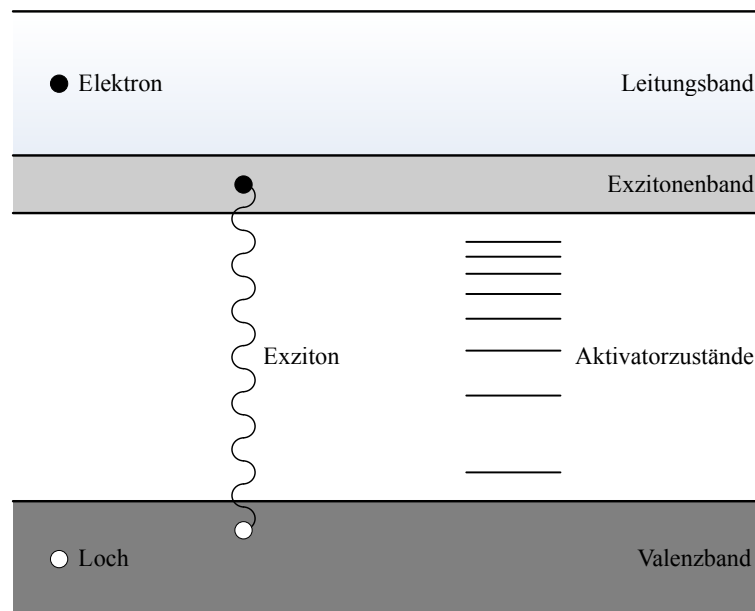 Elektron
Leitungsband
Exzitonenband
Exziton
Aktivatorzustände
Loch
Valenzband